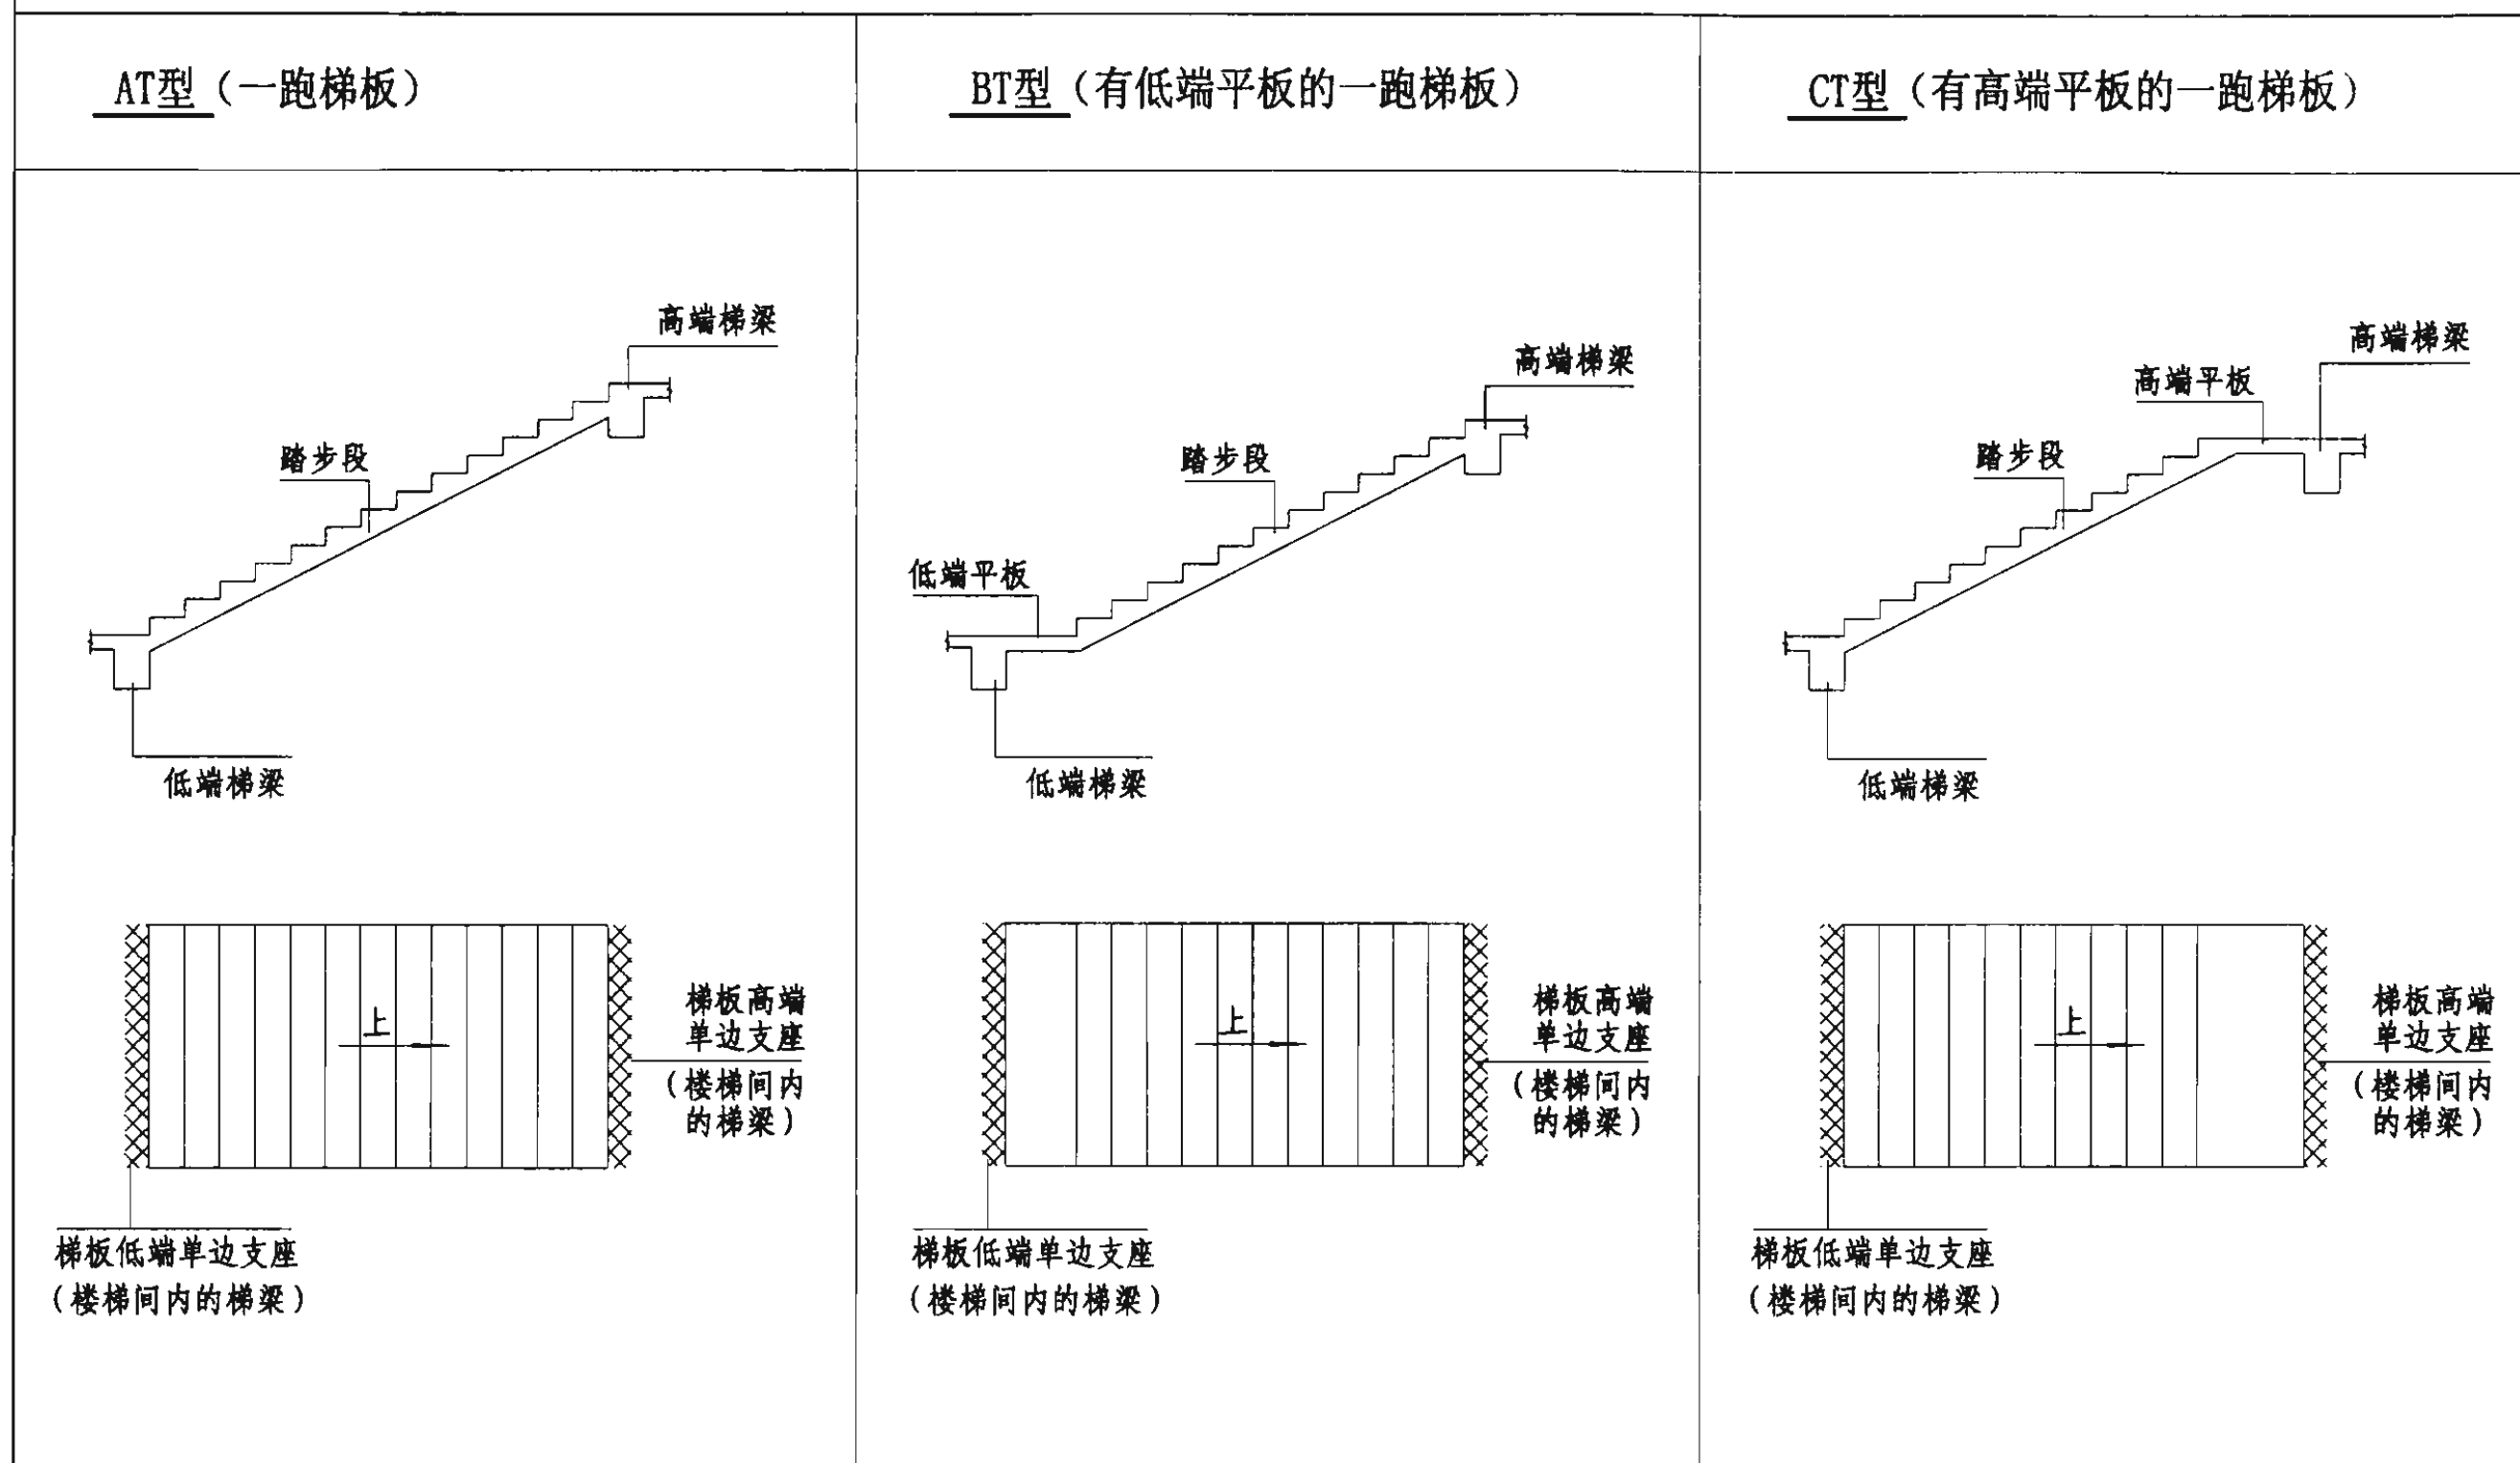 AT型（一跑梯板）
BT型（有低端平板的一跑梯板）
CT型（有高端平板的一跑梯板）
高端梯梁
踏步段
低端梯梁
高端梯梁
踏步段
低端平板
低端梯梁
高端梯梁
高端平板
踏步段
低端梯梁
上
梯板高端
单边支座
（楼梯间内
的梯梁）
梯板低端单边支座
（楼梯间内的梯梁）
上
梯板高端
单边支座
（楼梯间内
的梯梁）
梯板低端单边支座
（楼梯间内的梯梁）
上
梯板高端
单边支座
（楼梯间内
的梯梁）
梯板低端单边支座
（楼梯间内的梯梁）